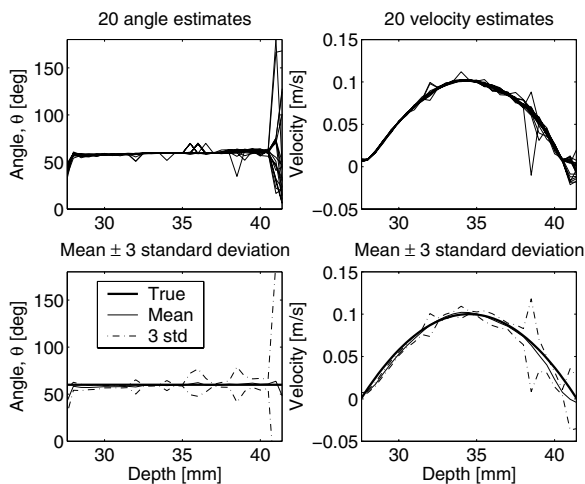 20 angle estimates
20 velocity estimates
Angle, θ [deg]
150
100
50
0
30
35
40
Velocity [m/s]
0.15
0.1
0.05
0
−0.05
30
35
40
Mean ± 3 standard deviation
Mean ± 3 standard deviation
Angle, θ [deg]
150
100
50
0
True
Mean
3 std
30
35
40
Depth [mm]
Velocity [m/s]
0.15
0.1
0.05
0
−0.05
30
35
40
Depth [mm]